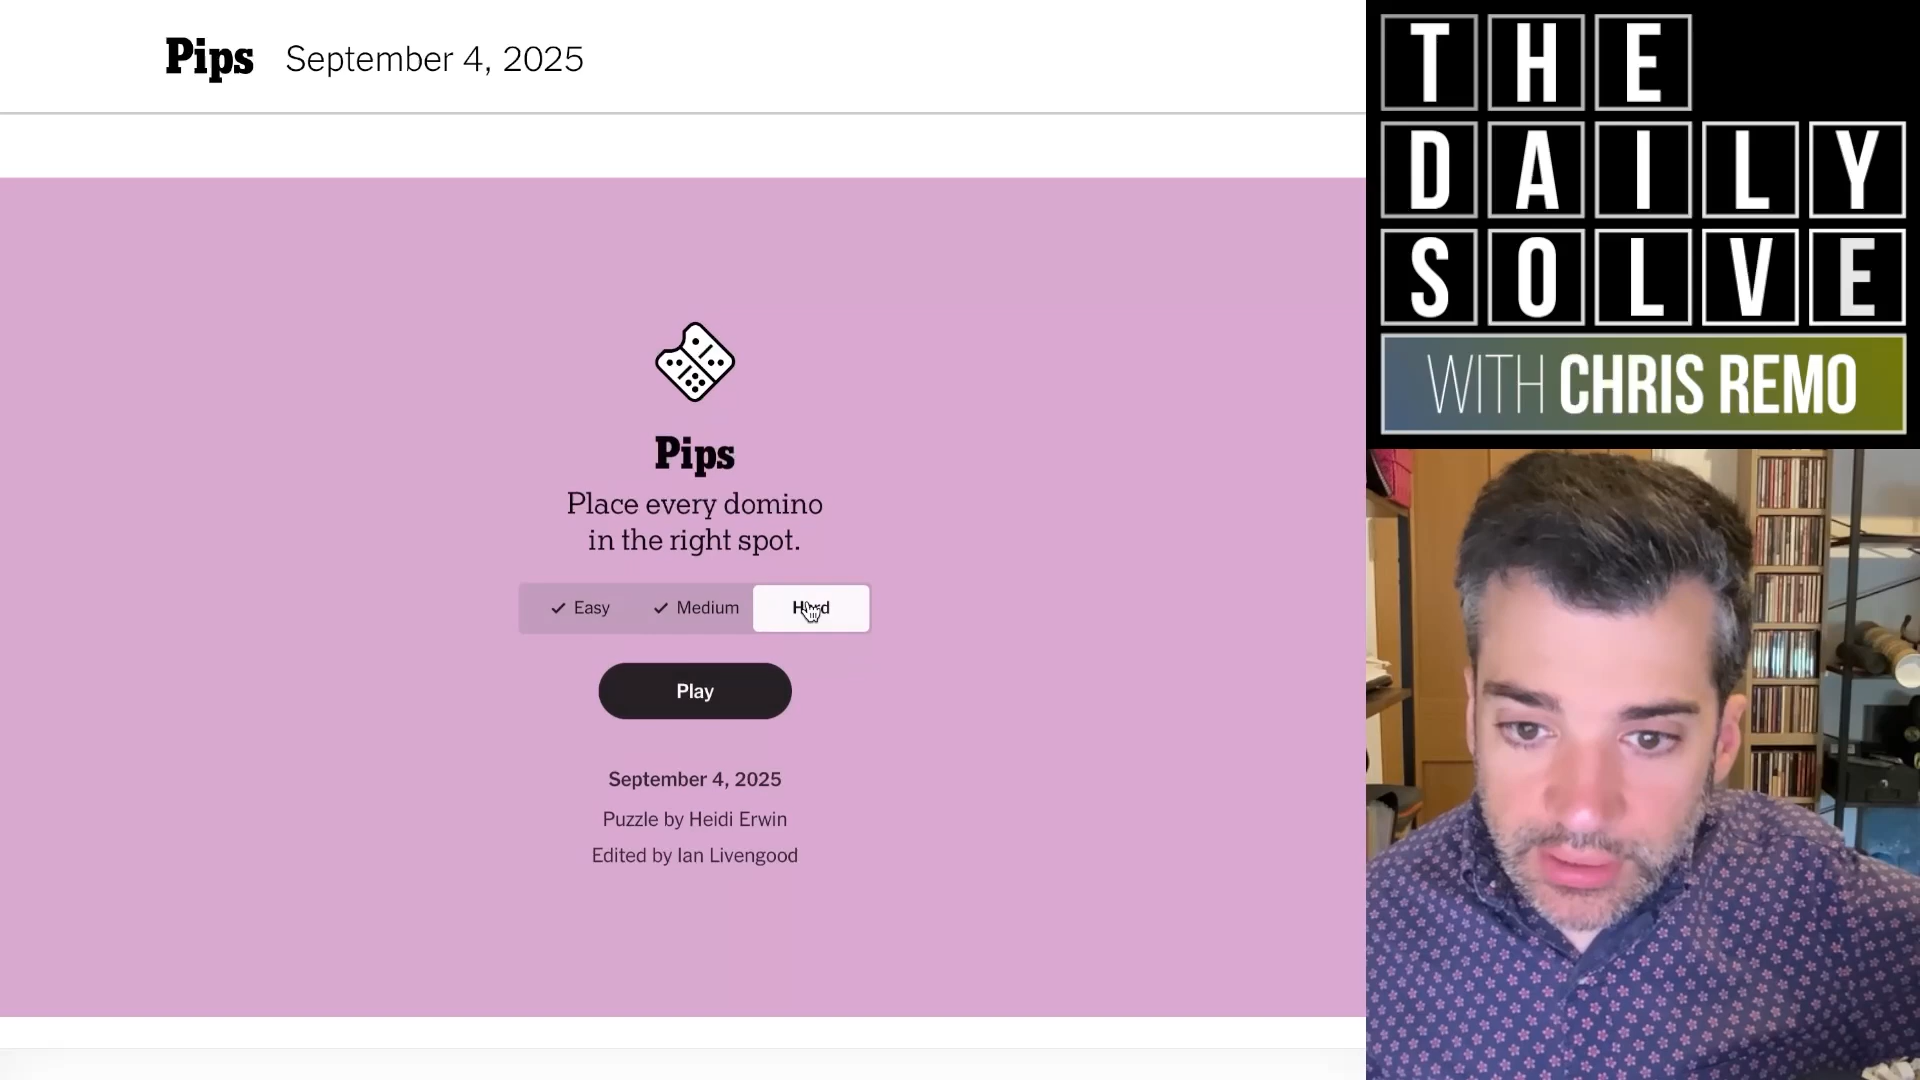 Pips September 4, 2025
Pips
Place every domino
in the right spot.
Easy Medium Hard
Play
September 4, 2025
Puzzle by Heidi Erwin
Edited by Ian Livengood
THE
DAILY
SOLVE
WITH CHRIS REMO